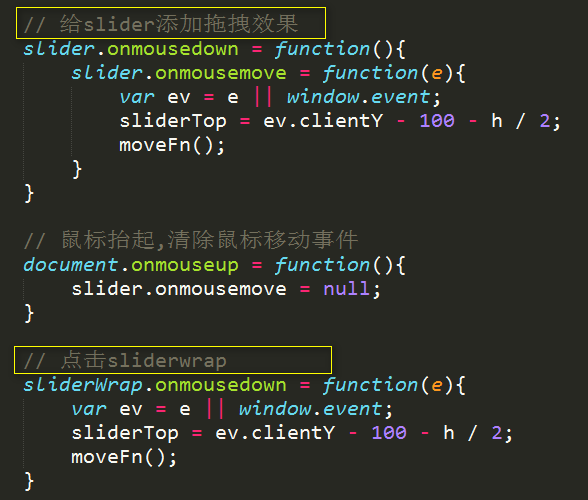 // 给slider添加拖拽效果
slider.onmousedown = function(){
slider.onmousemove = function(e){
var ev = e || window.event;
sliderTop = ev.clientY - 100 - h / 2;
moveFn();
}
}
// 鼠标抬起,清除鼠标移动事件
document.onmouseup = function(){
slider.onmousemove = null;
}
// 点击sliderwrap
sliderWrap.onmousedown = function(e){
var ev = e || window.event;
sliderTop = ev.clientY - 100 - h / 2;
moveFn();
}